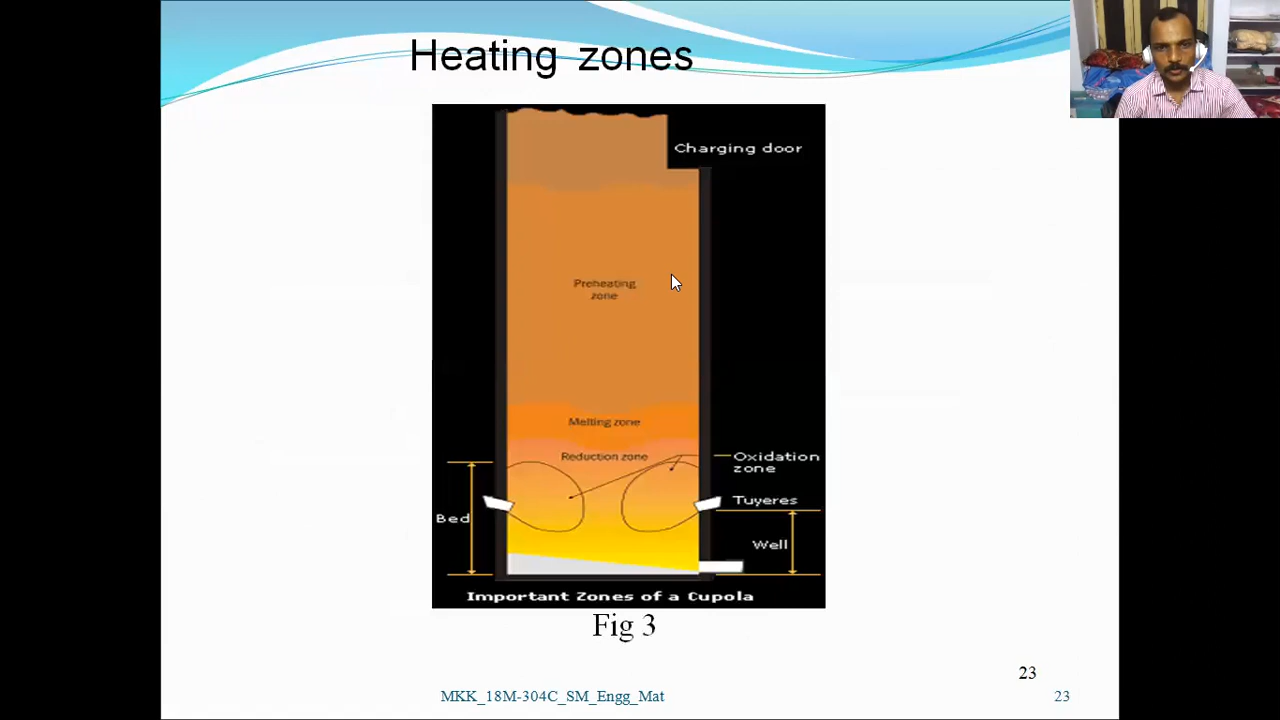 Heating zones
Charging door
Preheating
zone
Melting zone
Reduction zone
Oxidation
zone
Tuyeres
Bed
Well
Important Zones of a Cupola
Fig 3
23
MKK_18M-304C_SM_Engg_Mat
23